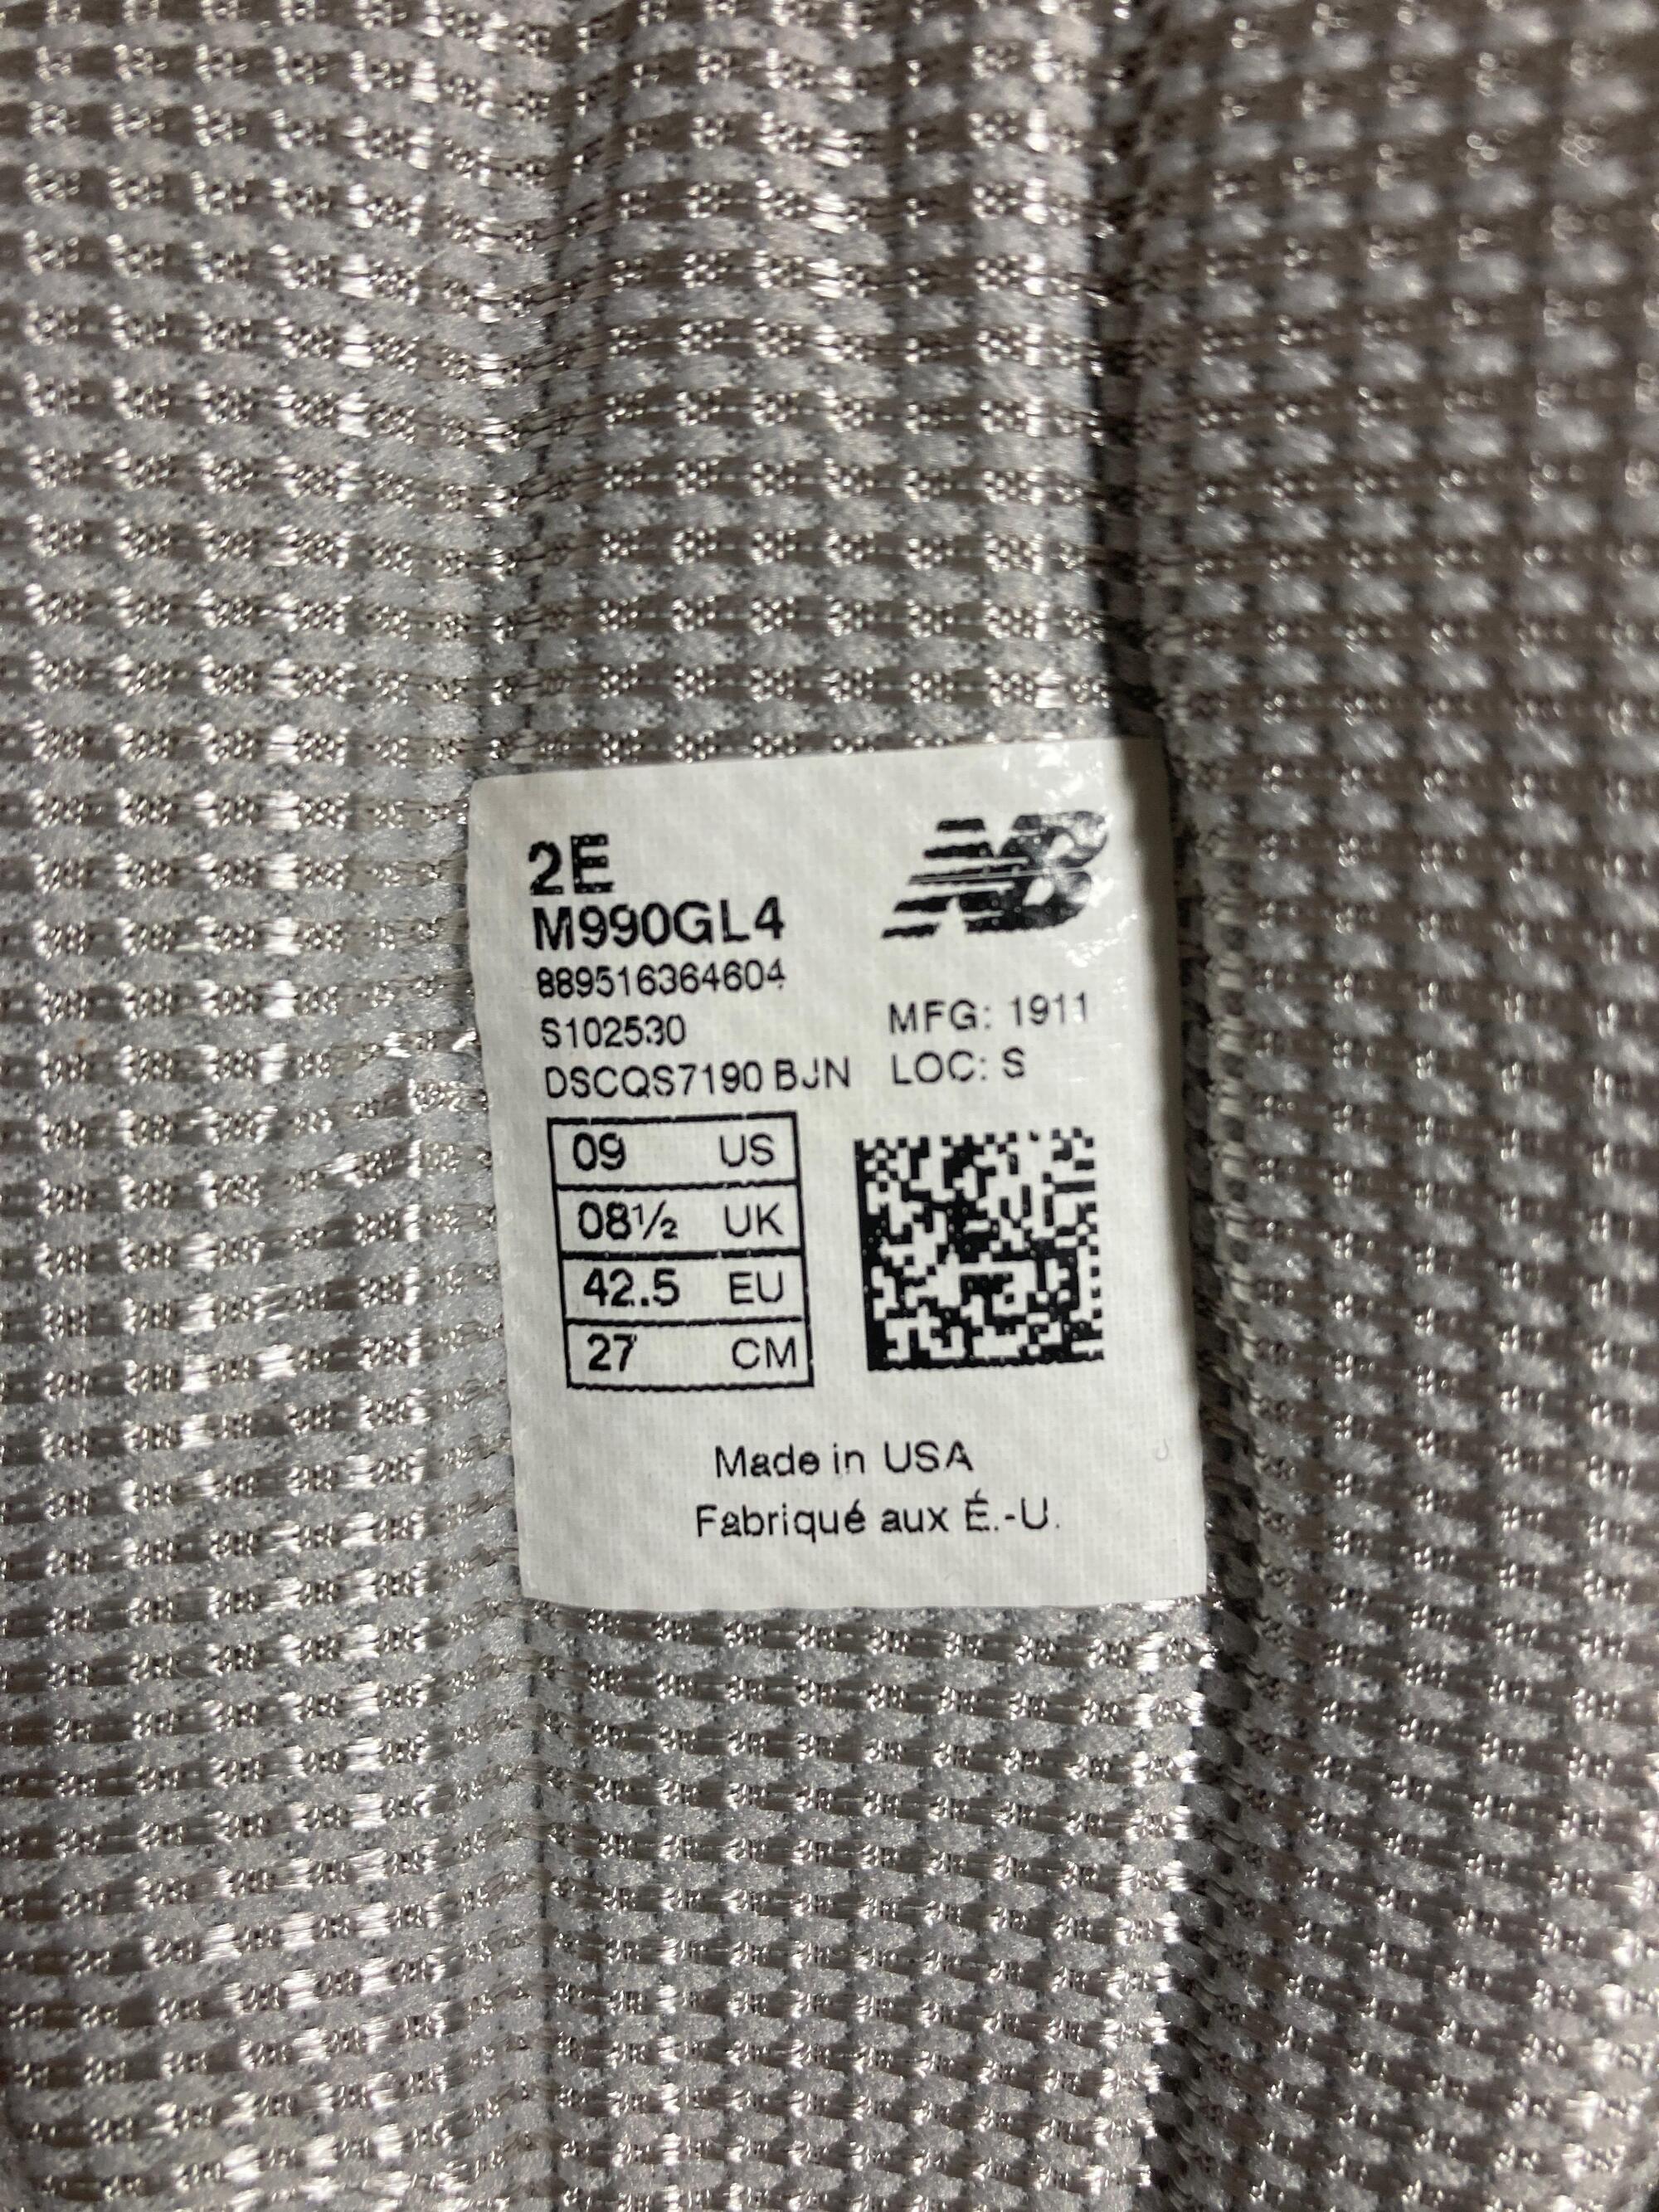 2E
NB
M990GL4
889516364604
S102530
MFG: 1911
DSCQS7190 BJN
LOC: S
09 US
08½ UK
42.5 EU
27 CM
Made in USA
Fabriqué aux É.-U.